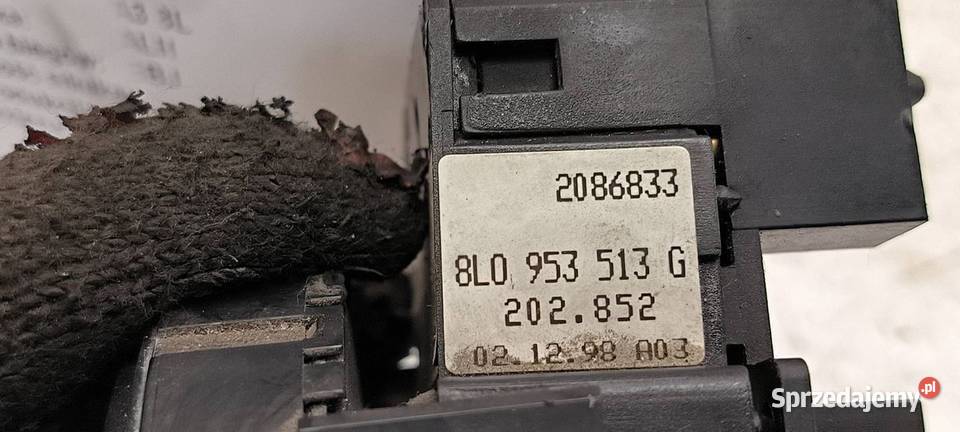 2086833
8L0 953 513 G
202.852
02.12.98 A03
Sprzedajemy.pl